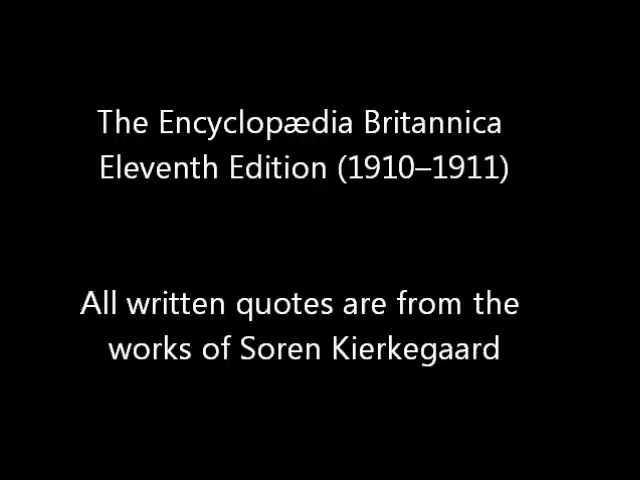 The Encyclopædia Britannica
Eleventh Edition (1910–1911)
All written quotes are from the
works of Soren Kierkegaard